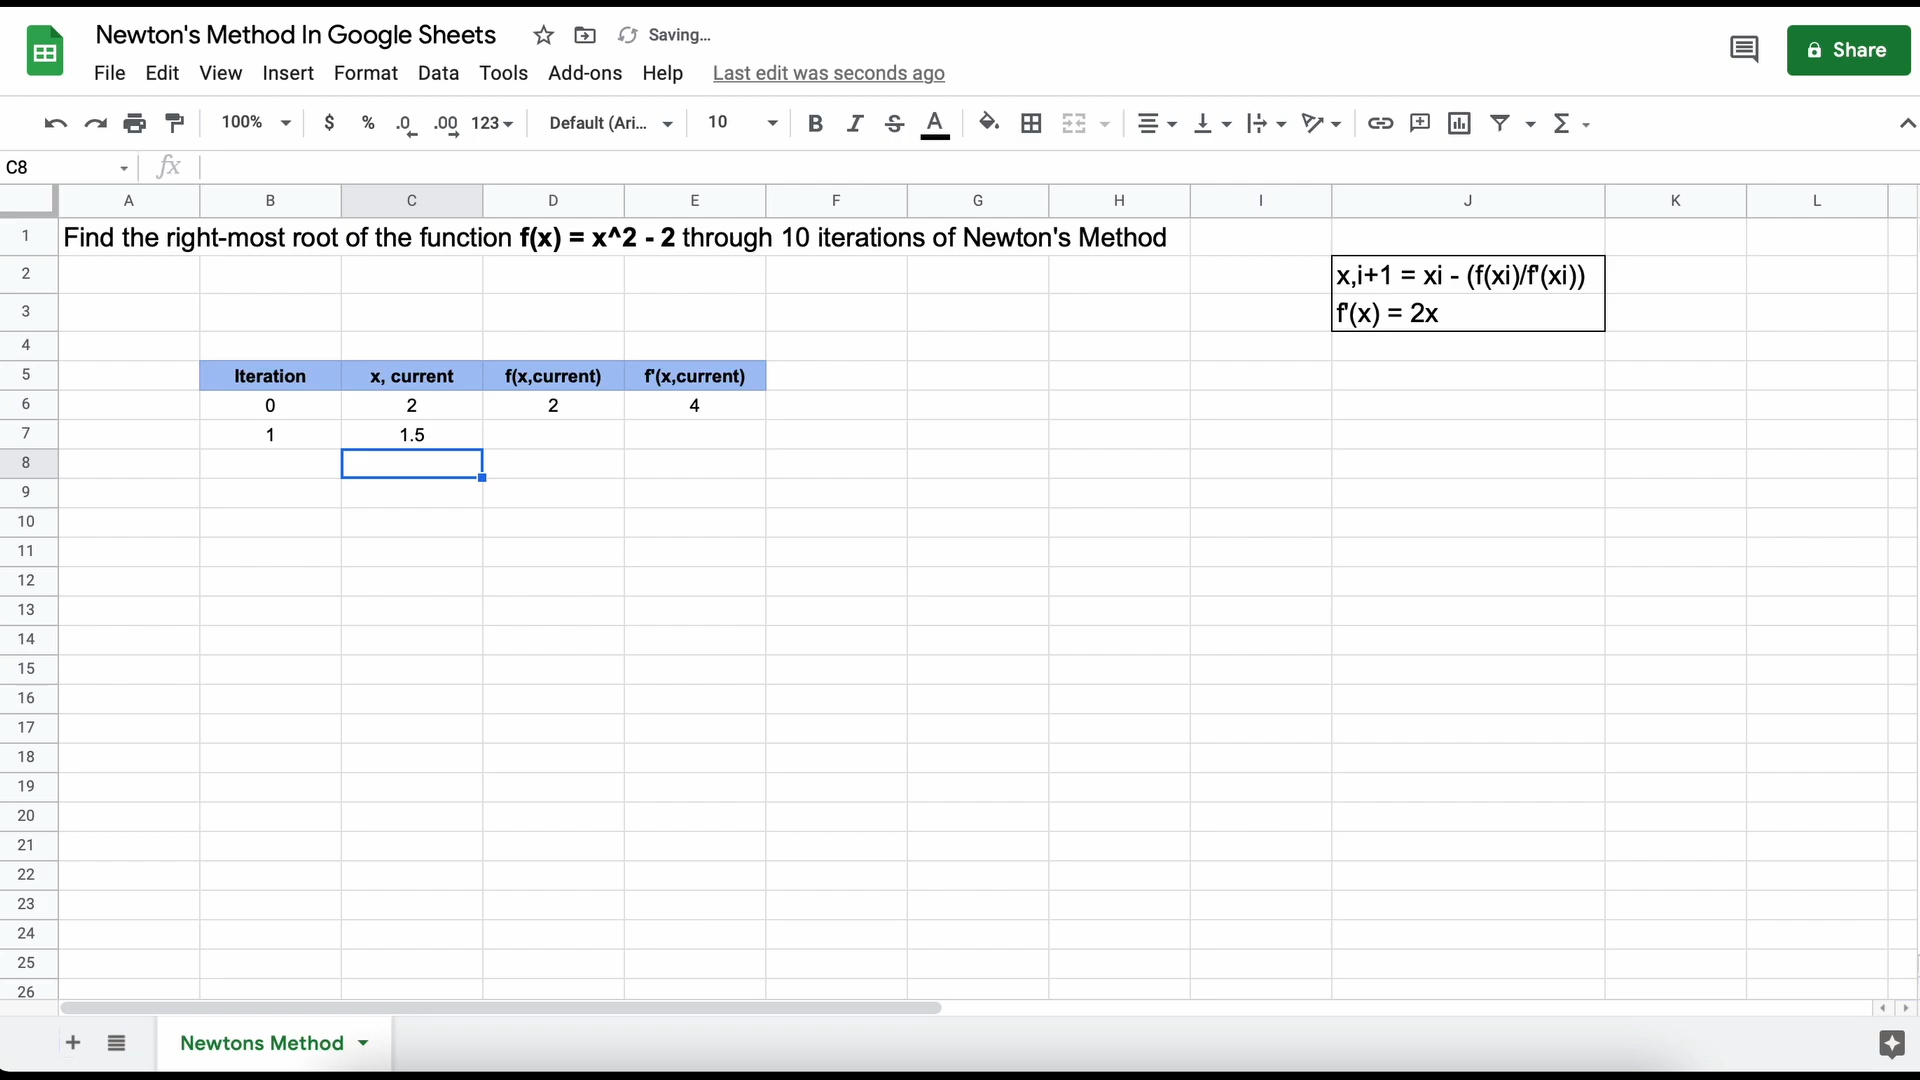 Newton's Method In Google Sheets Saving...
File Edit View Insert Format Data Tools Add-ons Help Last edit was seconds ago
Share
100% $ % .0 .00 123 Default (Ari... 10 B I S A Σ
C8 fx
A B C D E F G H I J K L
1 Find the right-most root of the function f(x) = x^2 - 2 through 10 iterations of Newton's Method
2 x,i+1 = xi - (f(xi)/f'(xi))
3 f'(x) = 2x
4
5 Iteration x, current f(x,current) f'(x,current)
6 0 2 2 4
7 1 1.5
8
9
10
11
12
13
14
15
16
17
18
19
20
21
22
23
24
25
26
+ Newtons Method